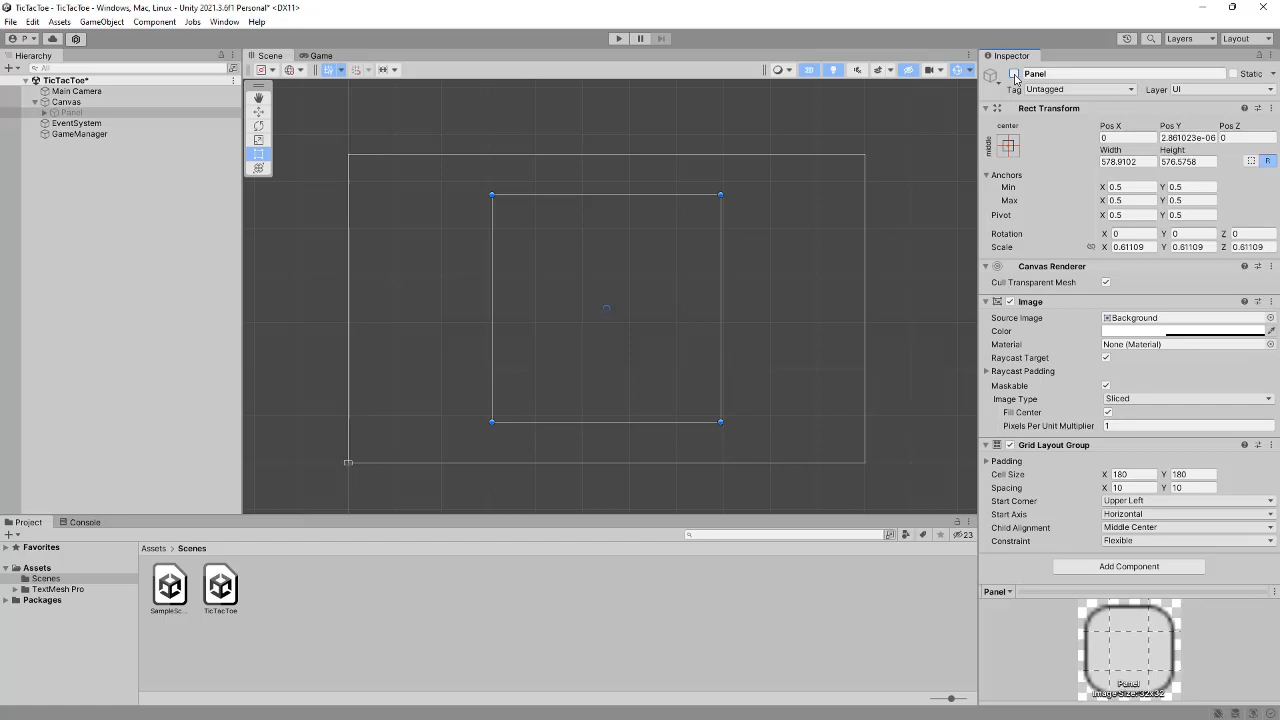 TicTacToe - TicTacToe - Windows, Mac, Linux - Unity 2021.3.6f1 Personal* <DX11>
File Edit Assets GameObject Component Jobs Window Help
P Layers Layout
Hierarchy Scene Game Inspector
All
TicTacToe*
Main Camera
Canvas
Panel
EventSystem
GameManager
2D
Panel Static
Tag Untagged Layer UI
Rect Transform
center
middle
Pos X Pos Y Pos Z
0 2.861023e-06 0
Width Height
578.9102 576.5758 R
Anchors
Min X 0.5 Y 0.5
Max X 0.5 Y 0.5
Pivot X 0.5 Y 0.5
Rotation X 0 Y 0 Z 0
Scale X 0.61109 Y 0.61109 Z 0.61109
Canvas Renderer
Cull Transparent Mesh
Image
Source Image Background
Color
Material None (Material)
Raycast Target
Raycast Padding
Maskable
Image Type Sliced
Fill Center
Pixels Per Unit Multiplier 1
Grid Layout Group
Padding
Cell Size X 180 Y 180
Spacing X 10 Y 10
Start Corner Upper Left
Start Axis Horizontal
Child Alignment Middle Center
Constraint Flexible
Add Component
Panel
Panel
Image Size: 32x32
Project Console
23
Favorites
Assets
Scenes
TextMesh Pro
Packages
Assets Scenes
SampleSc... TicTacToe